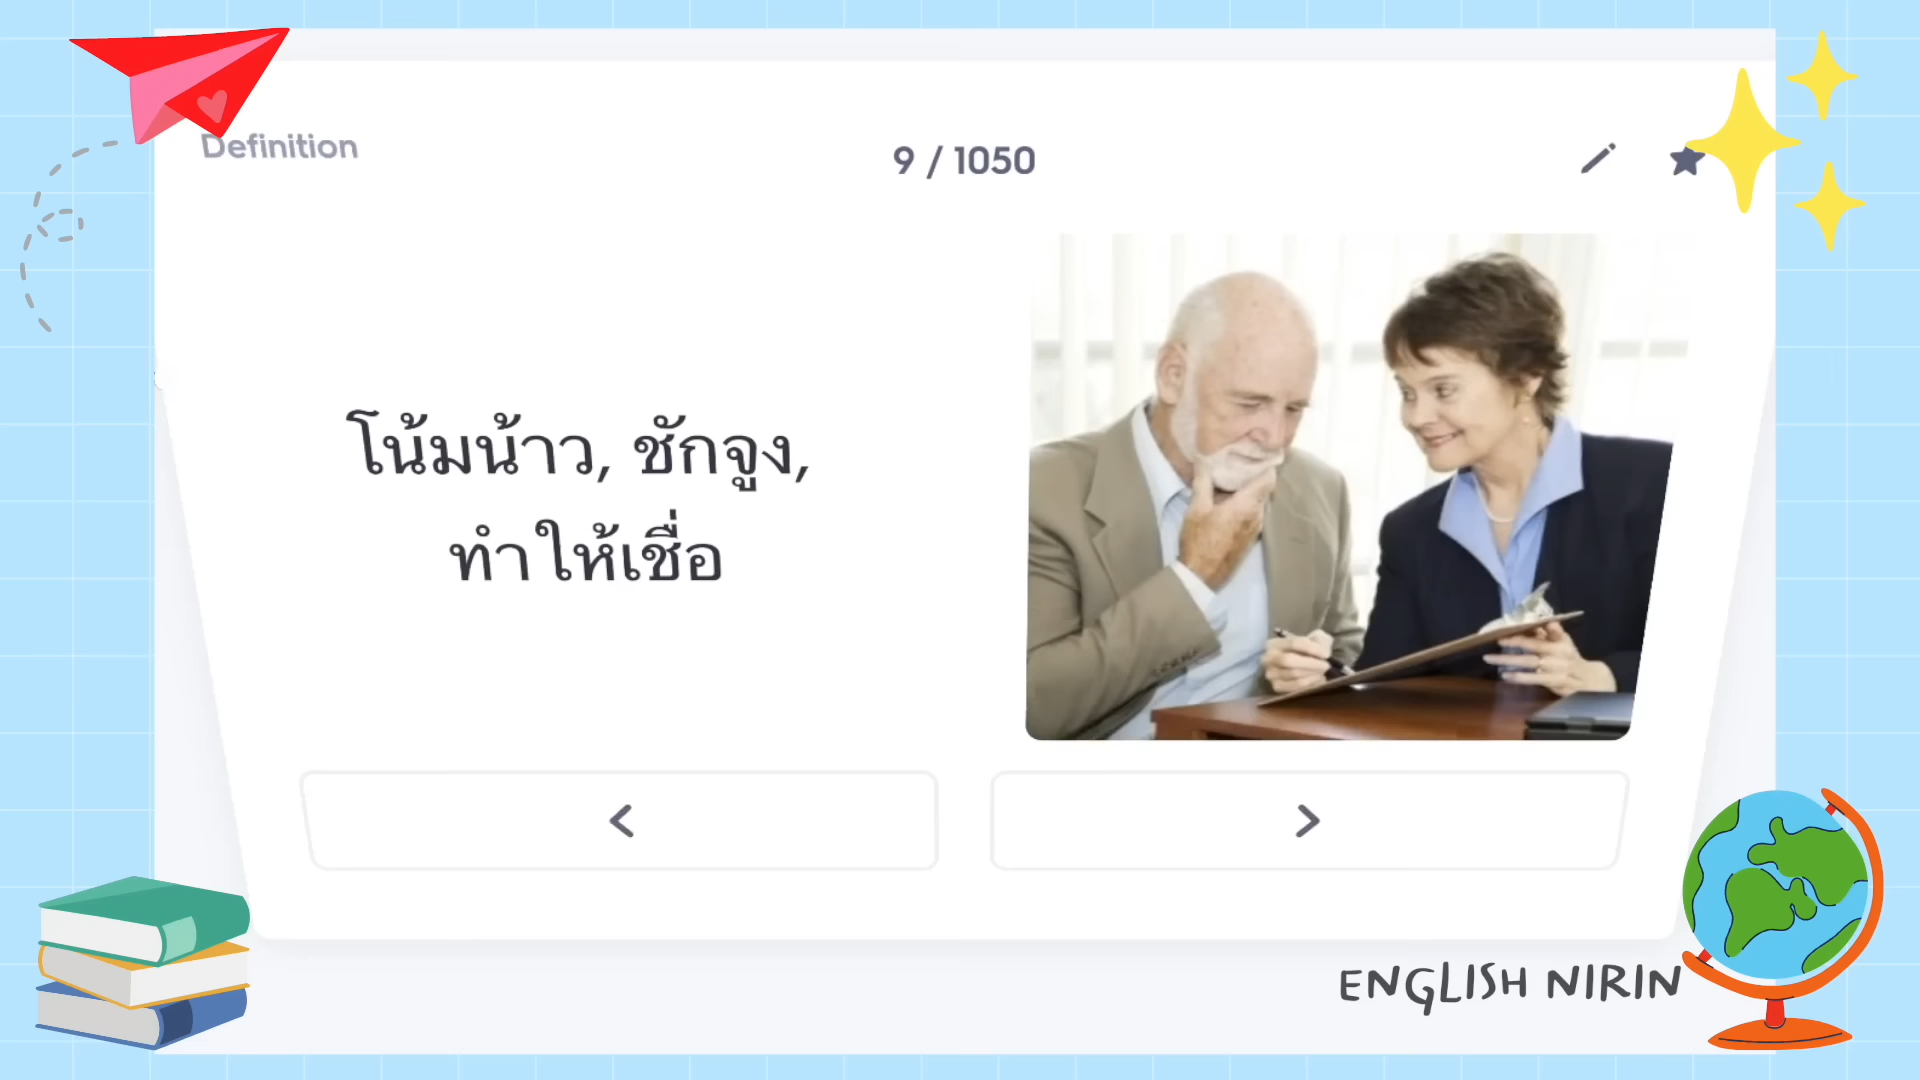 Definition
9 / 1050
โน้มน้าว, ชักจูง,
ทำให้เชื่อ
ENGLISH NIRIN